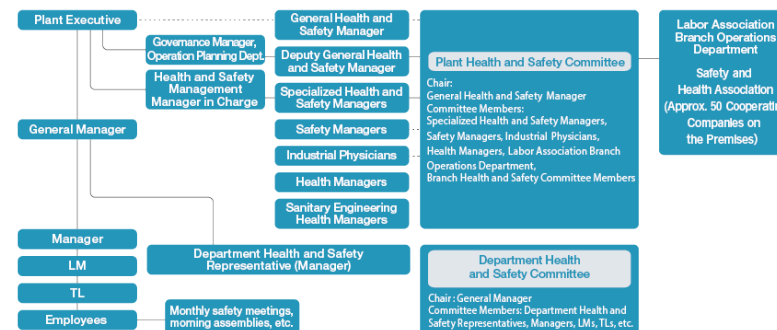 Plant Executive
Governance Manager,
Operation Planning Dept.
Health and Safety
Management
Manager in Charge
General Manager
Manager
LM
TL
Employees
Monthly safety meetings,
morning assemblies, etc.
General Health and
Safety Manager
Deputy General Health
and Safety Manager
Specialized Health and
Safety Managers
Safety Managers
Industrial Physicians
Health Managers
Sanitary Engineering
Health Managers
Department Health and Safety
Representative (Manager)
Plant Health and Safety Committee
Chair:
General Health and Safety Manager
Committee Members:
Specialized Health and Safety Managers,
Safety Managers, Industrial Physicians,
Health Managers, Labor Association Branch
Operations Department,
Branch Health and Safety Committee Members
Department Health
and Safety Committee
Chair : General Manager
Committee Members: Department Health and
Safety Representatives, Managers, LMs, TLs, etc.
Labor Association
Branch Operations
Department
Safety and
Health Association
(Approx. 50 Cooperatin
Companies on
the Premises)